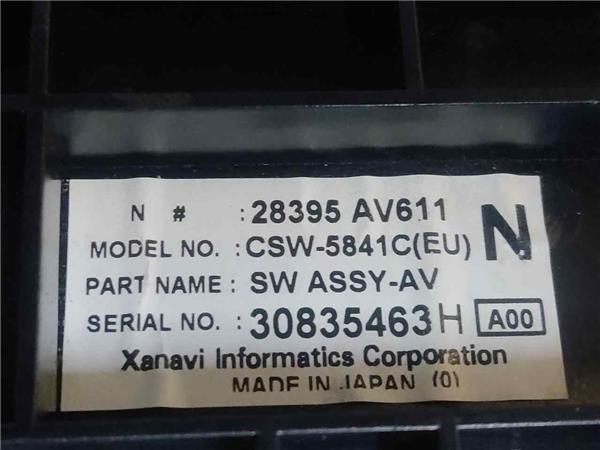 N # : 28395 AV611 N
MODEL NO. : CSW-5841C(EU)
PART NAME : SW ASSY-AV
SERIAL NO. : 30835463H A00
Xanavi Informatics Corporation
MADE IN JAPAN (0)